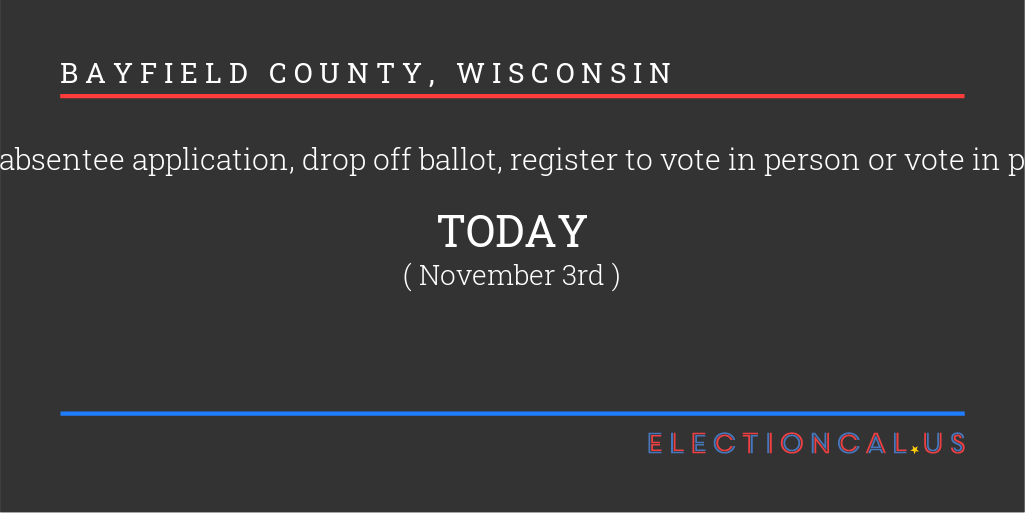 BAYFIELD COUNTY, WISCONSIN
absentee application, drop off ballot, register to vote in person or vote in p
TODAY
( November 3rd )
ELECTIONCAL.US